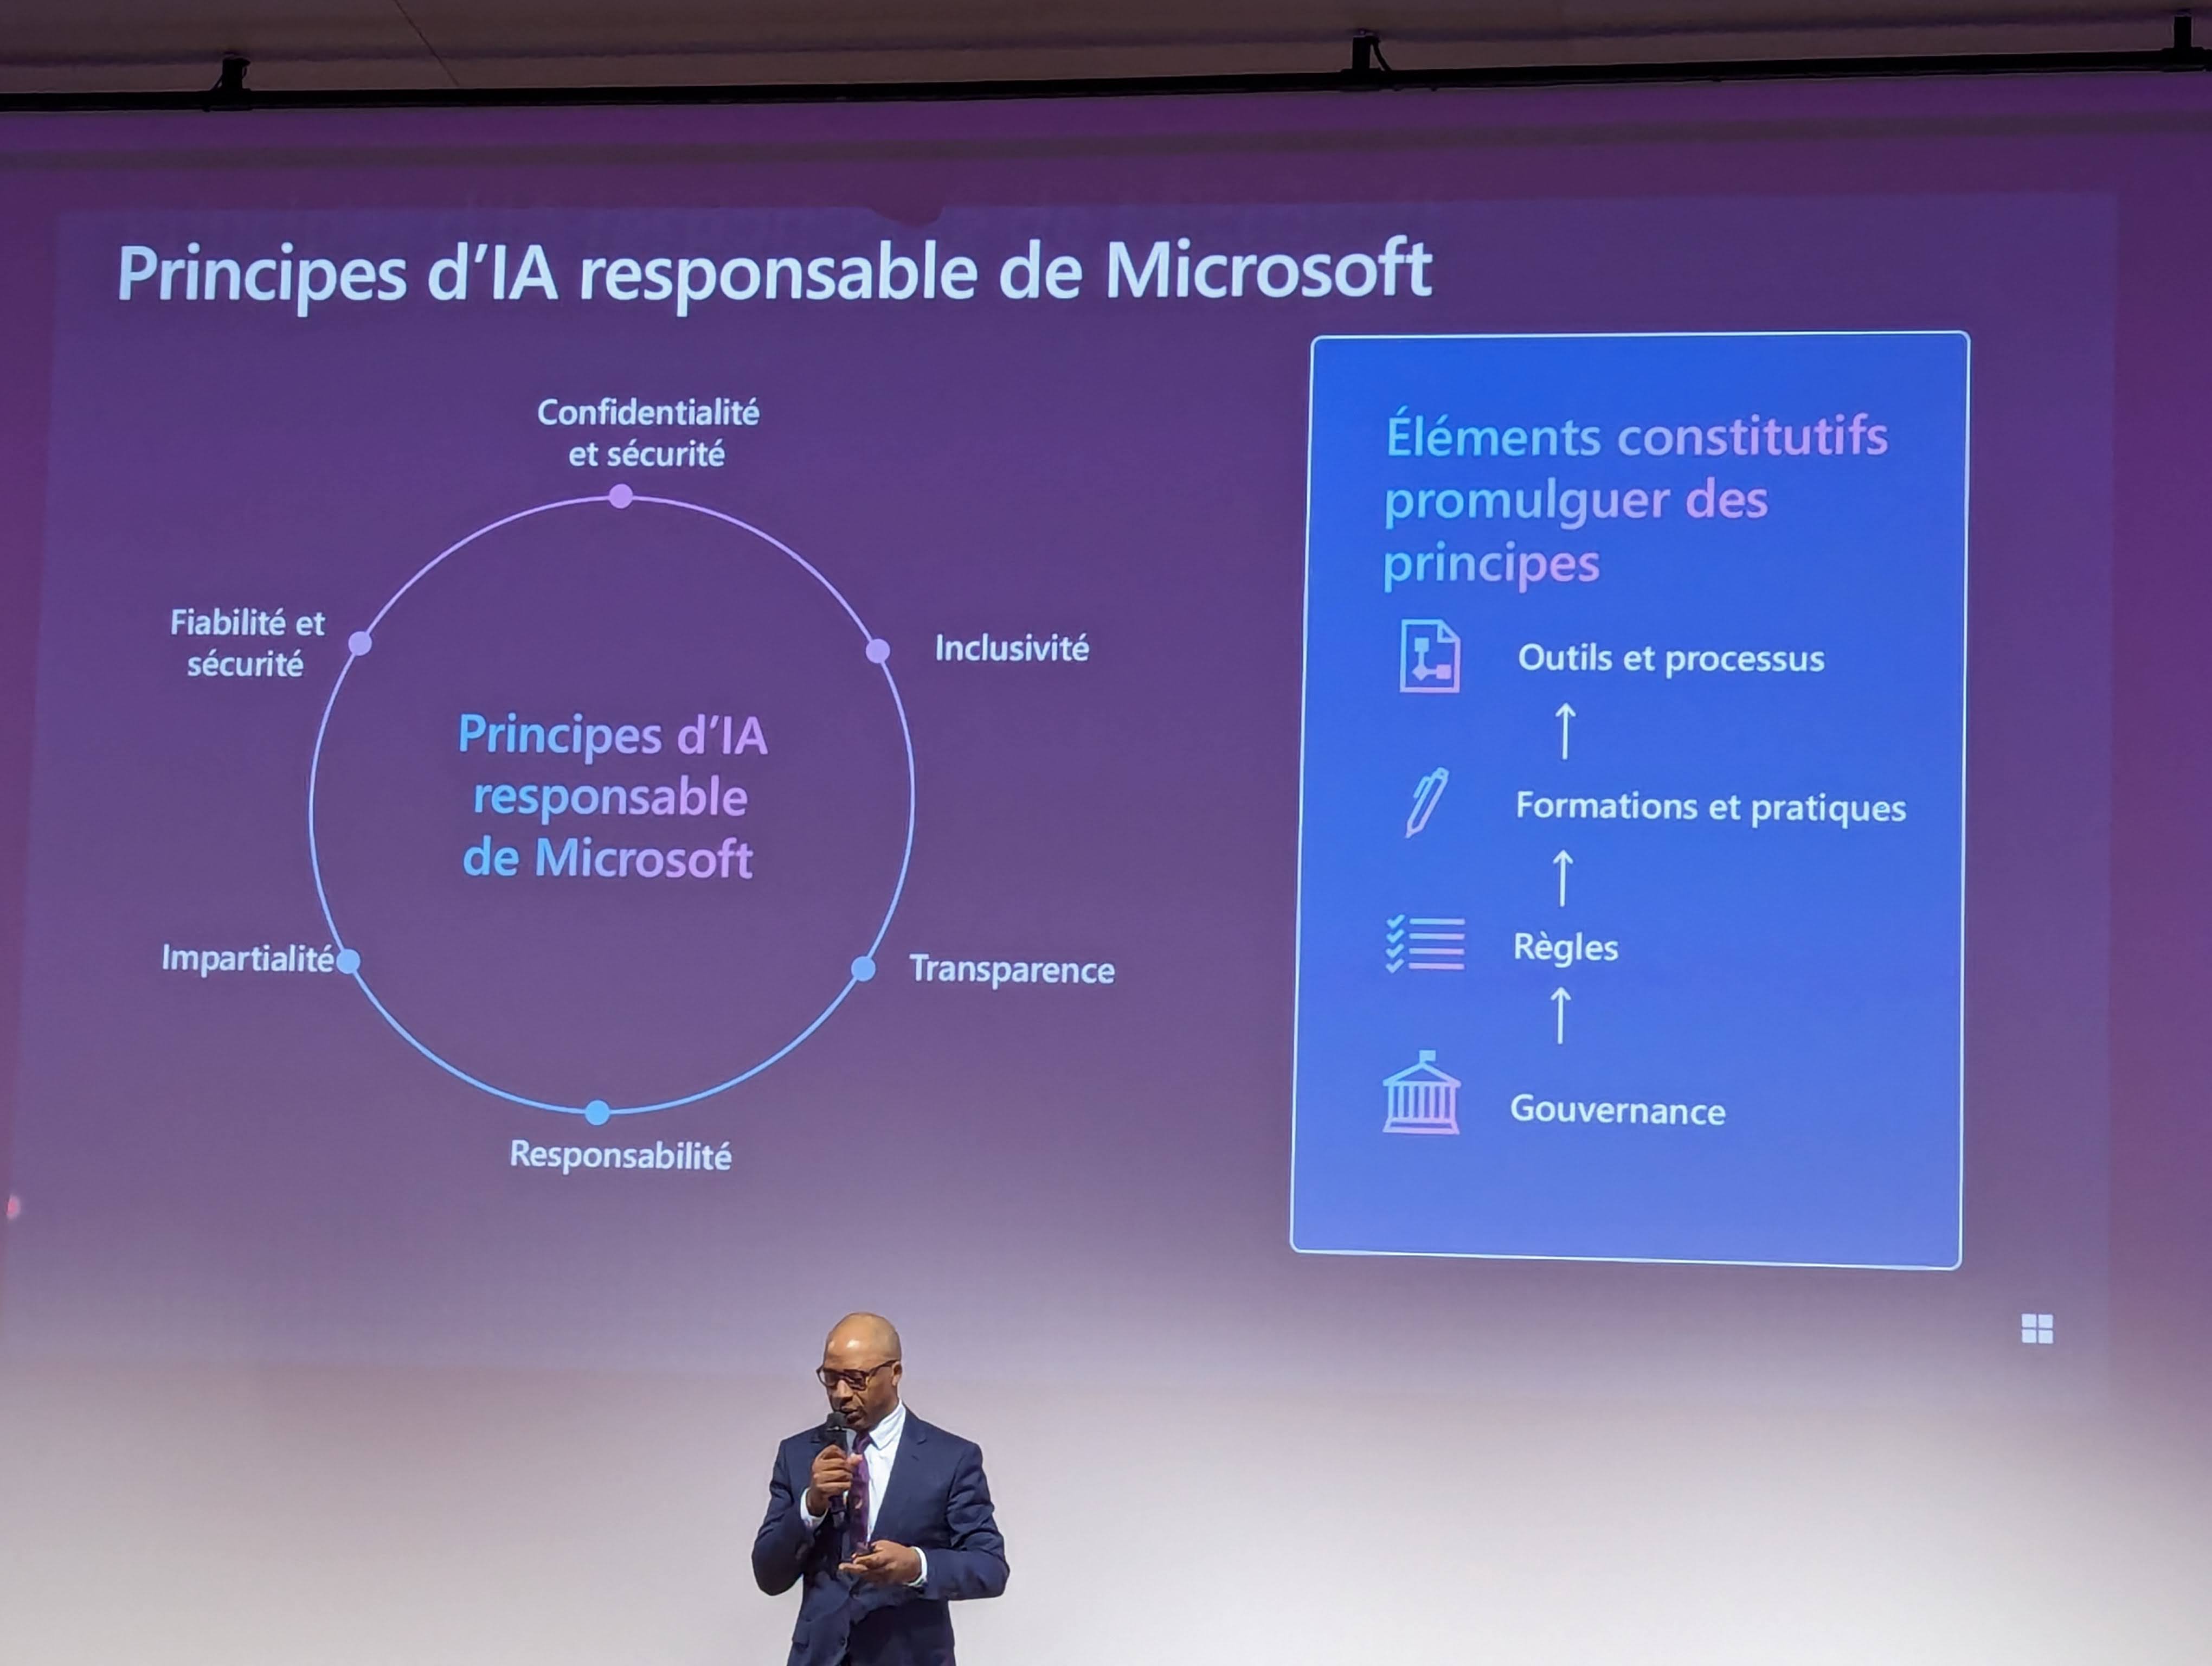 Principes d'IA responsable de Microsoft
Confidentialité
et sécurité
Fiabilité et
sécurité
Inclusivité
Principes d'IA
responsable
de Microsoft
Impartialité
Transparence
Responsabilité
Éléments constitutifs
promulguer des
principes
Outils et processus
Formations et pratiques
Règles
Gouvernance